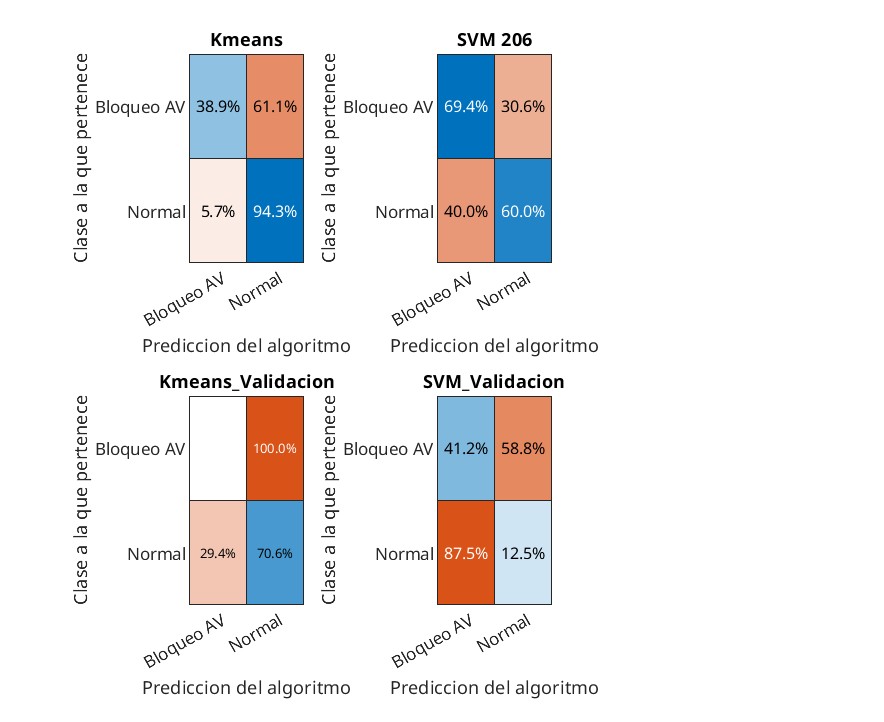 Kmeans
Clase a la que pertenece
Bloqueo AV
38.9%
61.1%
Normal
5.7%
94.3%
Bloqueo AV
Normal
Prediccion del algoritmo
SVM 206
Clase a la que pertenece
Bloqueo AV
69.4%
30.6%
Normal
40.0%
60.0%
Bloqueo AV
Normal
Prediccion del algoritmo
Kmeans_Validacion
Clase a la que pertenece
Bloqueo AV
100.0%
Normal
29.4%
70.6%
Bloqueo AV
Normal
Prediccion del algoritmo
SVM_Validacion
Clase a la que pertenece
Bloqueo AV
41.2%
58.8%
Normal
87.5%
12.5%
Bloqueo AV
Normal
Prediccion del algoritmo